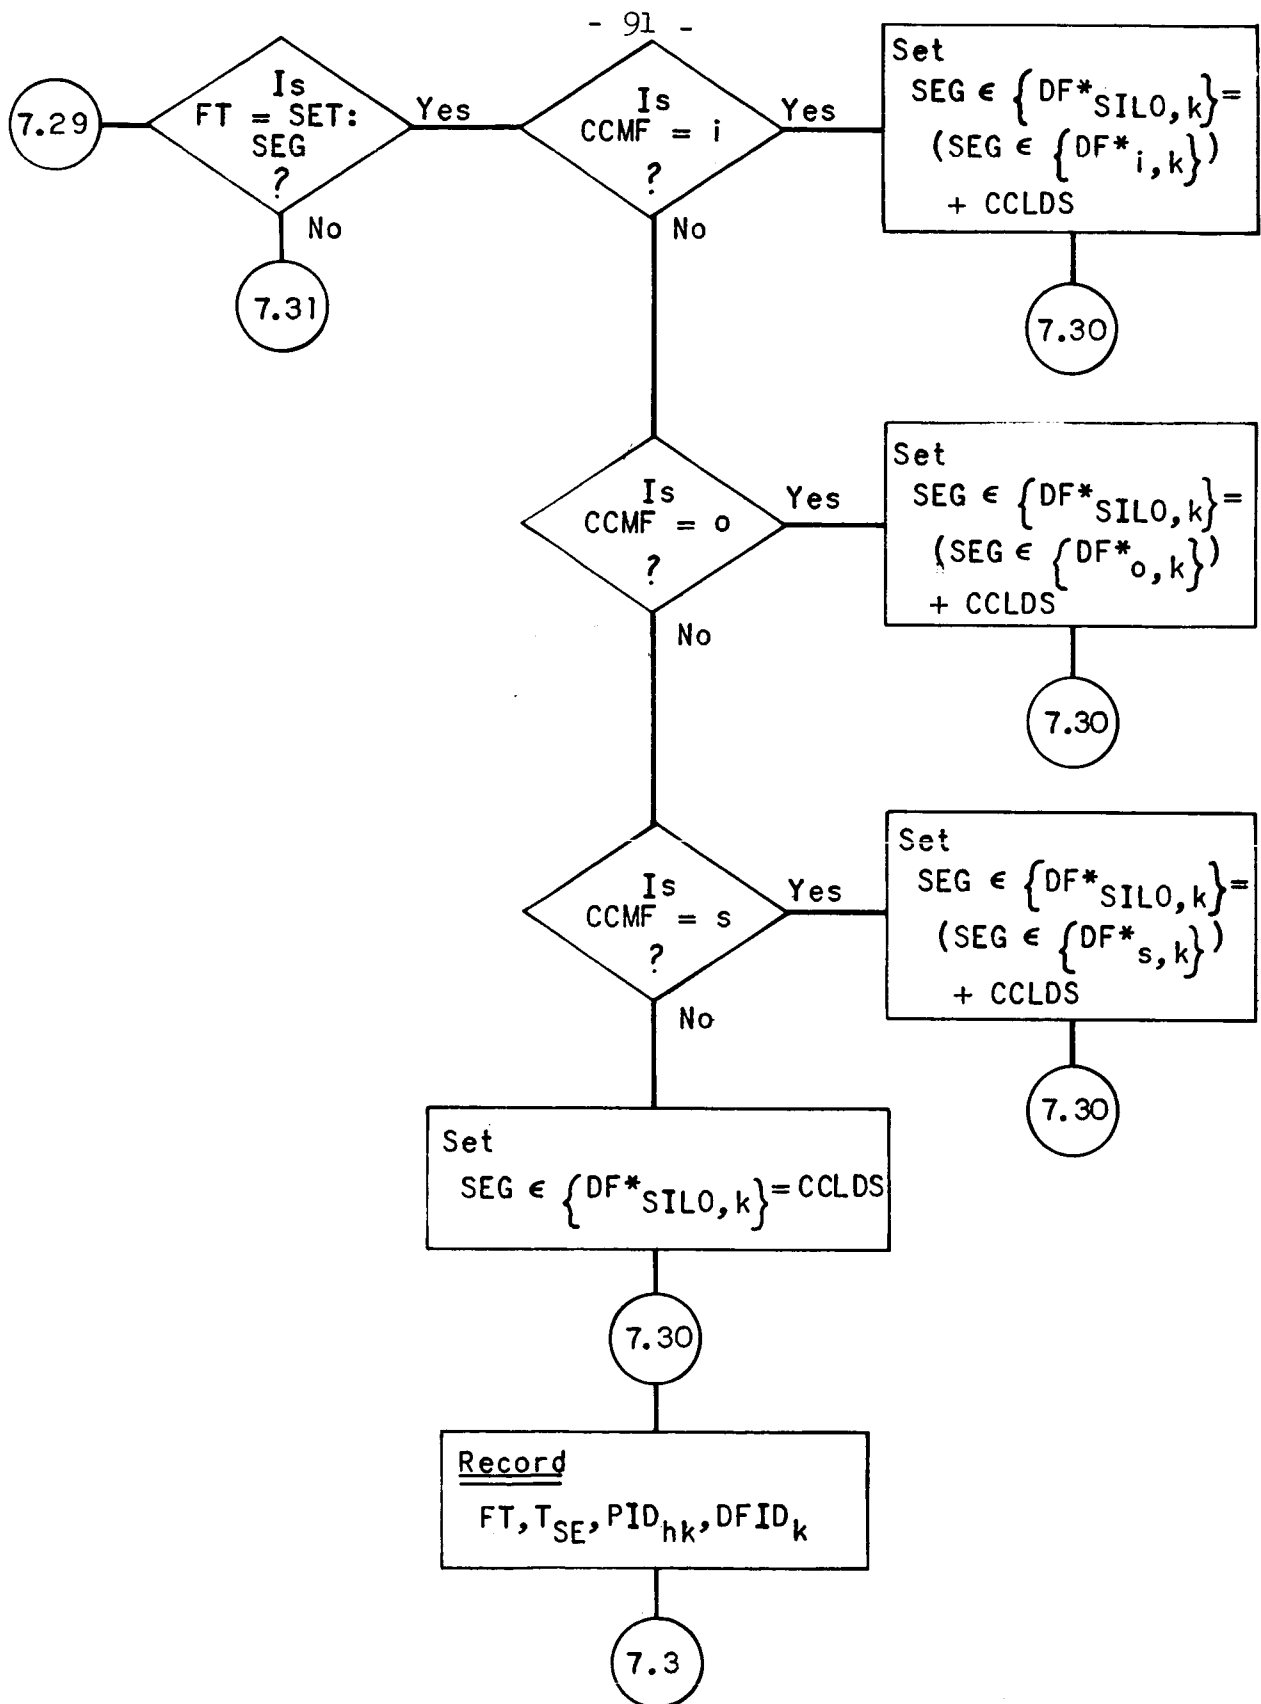 - 91 -
7.29
Is
FT = SET:
SEG
?
Yes
No
7.31
Is
CCMF = i
?
Yes
No
Set
SEG ϵ {DF*SILO,k}=
(SEG ϵ {DF*i,k})
+ CCLDS
7.30
Is
CCMF = o
?
Yes
No
Set
SEG ϵ {DF*SILO,k}=
(SEG ϵ {DF*o,k})
+ CCLDS
7.30
Is
CCMF = s
?
Yes
No
Set
SEG ϵ {DF*SILO,k}=
(SEG ϵ {DF*s,k})
+ CCLDS
7.30
Set
SEG ϵ {DF*SILO,k}=CCLDS
7.30
Record
FT,TSE,PIDhk,DFIDk
7.3